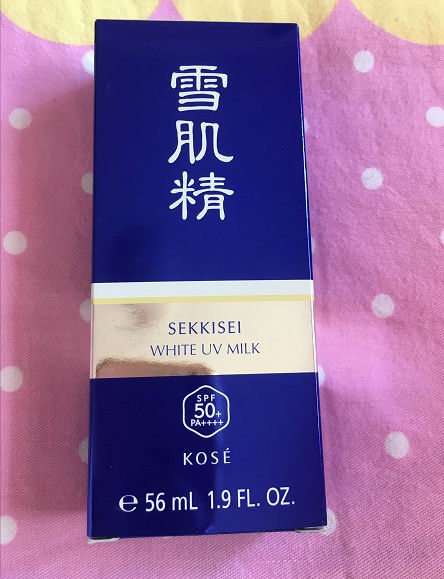 雪
肌
精
SEKKISEI
WHITE UV MILK
SPF
50+
PA++++
KOSÉ
℮ 56 mL 1.9 FL. OZ.